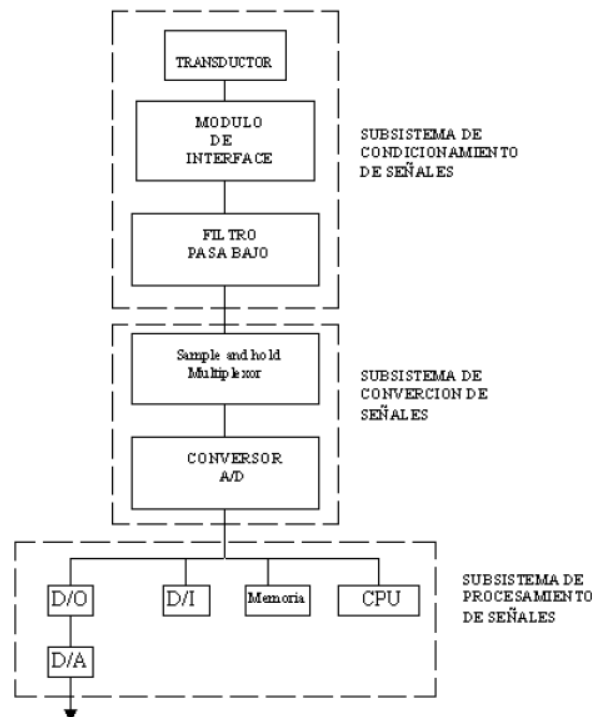 TRANSDUCTOR
MODULO
DE
INTERFACE
SUBSISTEMA DE
CONDICIONAMIENTO
DE SEÑALES
FILTRO
PASA BAJO
Sample and hold
Multiplexor
SUBSISTEMA DE
CONVERCION DE
SEÑALES
CONVERSOR
A/D
D/O
D/I
Memoria
CPU
SUBSISTEMA DE
PROCESAMIENTO
DE SEÑALES
D/A